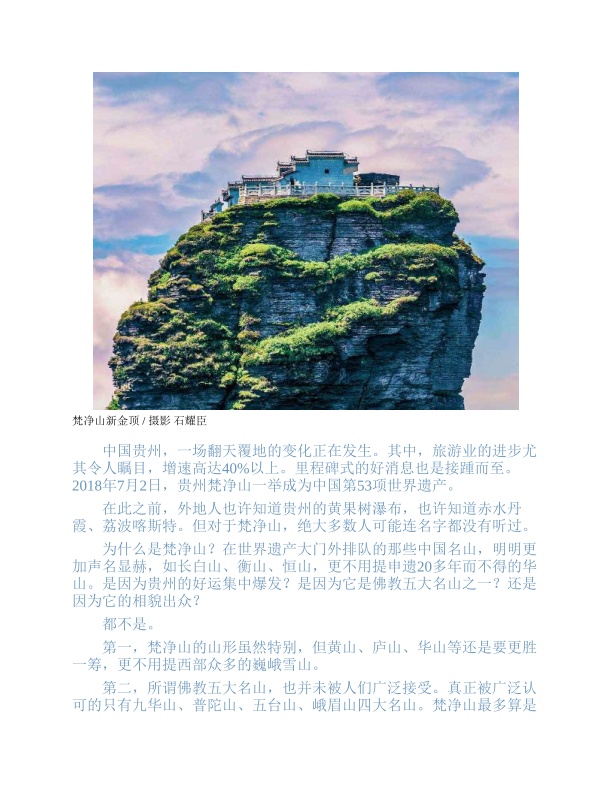 梵净山新金顶 / 摄影 石耀臣
中国贵州，一场翻天覆地的变化正在发生。其中，旅游业的进步尤
其令人瞩目，增速高达40%以上。里程碑式的好消息也是接踵而至。
2018年7月2日，贵州梵净山一举成为中国第53项世界遗产。
在此之前，外地人也许知道贵州的黄果树瀑布，也许知道赤水丹
霞、荔波喀斯特。但对于梵净山，绝大多数人可能连名字都没有听过。
为什么是梵净山？在世界遗产大门外排队的那些中国名山，明明更
加声名显赫，如长白山、衡山、恒山，更不用提申遗20多年而不得的华
山。是因为贵州的好运集中爆发？是因为它是佛教五大名山之一？还是
因为它的相貌出众？
都不是。
第一，梵净山的山形虽然特别，但黄山、庐山、华山等还是要更胜
一筹，更不用提西部众多的巍峨雪山。
第二，所谓佛教五大名山，也并未被人们广泛接受。真正被广泛认
可的只有九华山、普陀山、五台山、峨眉山四大名山。梵净山最多算是